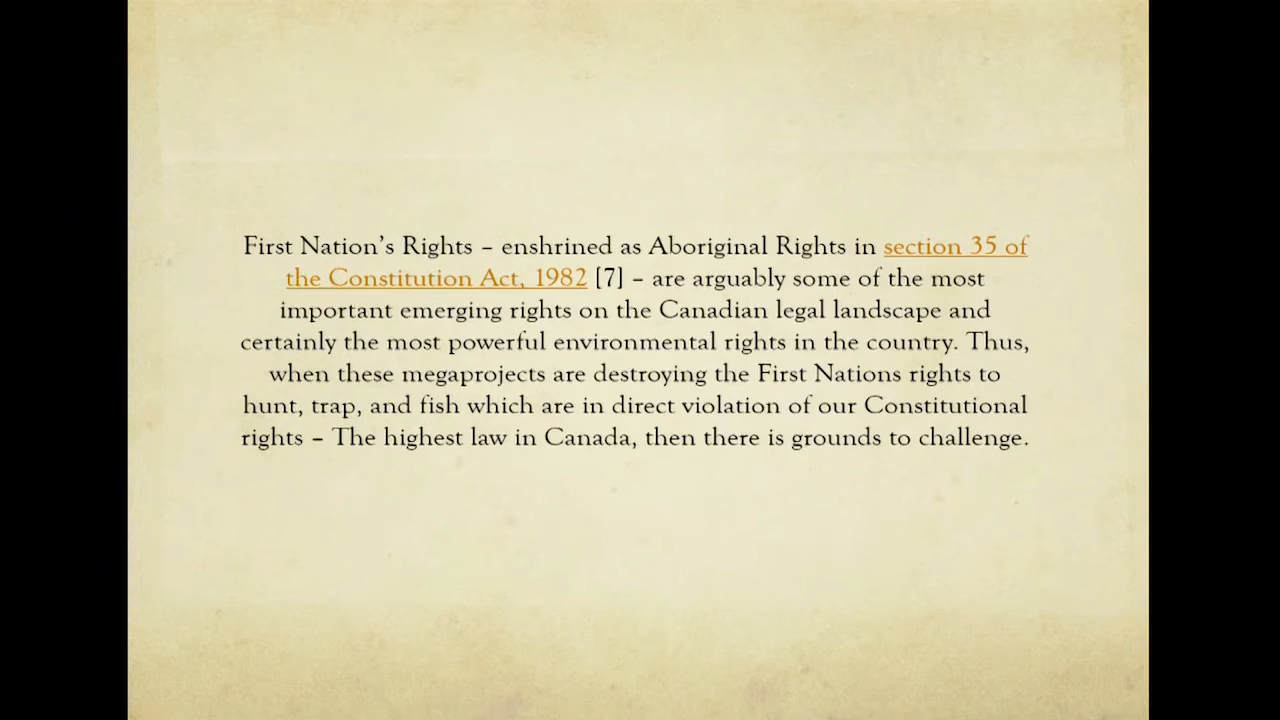 First Nation’s Rights – enshrined as Aboriginal Rights in section 35 of
the Constitution Act, 1982 [7] – are arguably some of the most
important emerging rights on the Canadian legal landscape and
certainly the most powerful environmental rights in the country. Thus,
when these megaprojects are destroying the First Nations rights to
hunt, trap, and fish which are in direct violation of our Constitutional
rights – The highest law in Canada, then there is grounds to challenge.